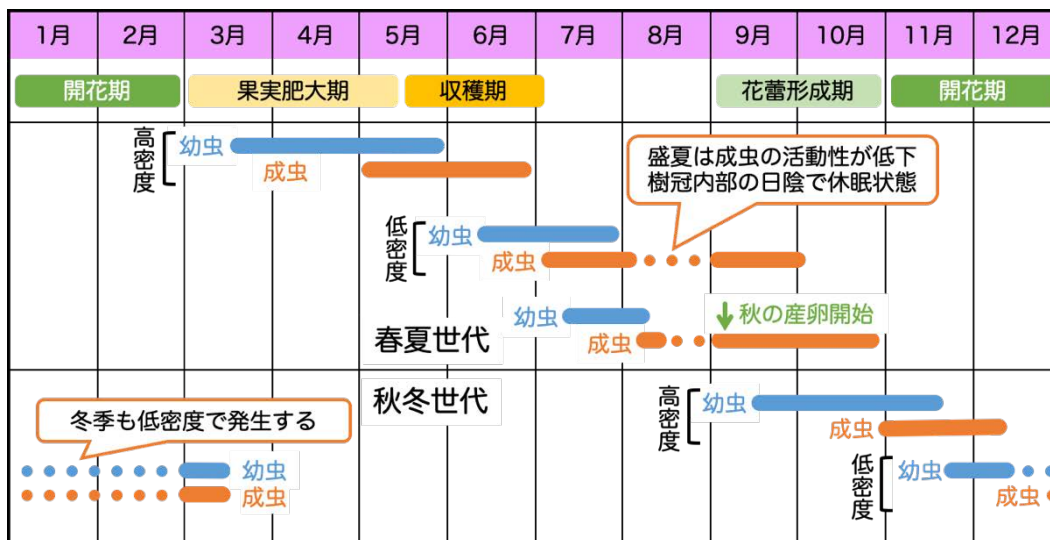 1月 2月 3月 4月 5月 6月 7月 8月 9月 10月 11月 12月
開花期 果実肥大期 収穫期 花蕾形成期 開花期
高密度
幼虫
成虫
盛夏は成虫の活動性が低下
樹冠内部の日陰で休眠状態
低密度
幼虫
成虫
幼虫
↓秋の産卵開始
春夏世代
成虫
秋冬世代
冬季も低密度で発生する
高密度
幼虫
成虫
幼虫
成虫
低密度
幼虫
成虫